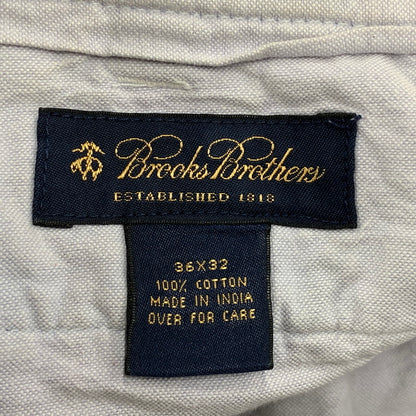 Brooks Brothers
ESTABLISHED 1818
36X32
100% COTTON
MADE IN INDIA
OVER FOR CARE